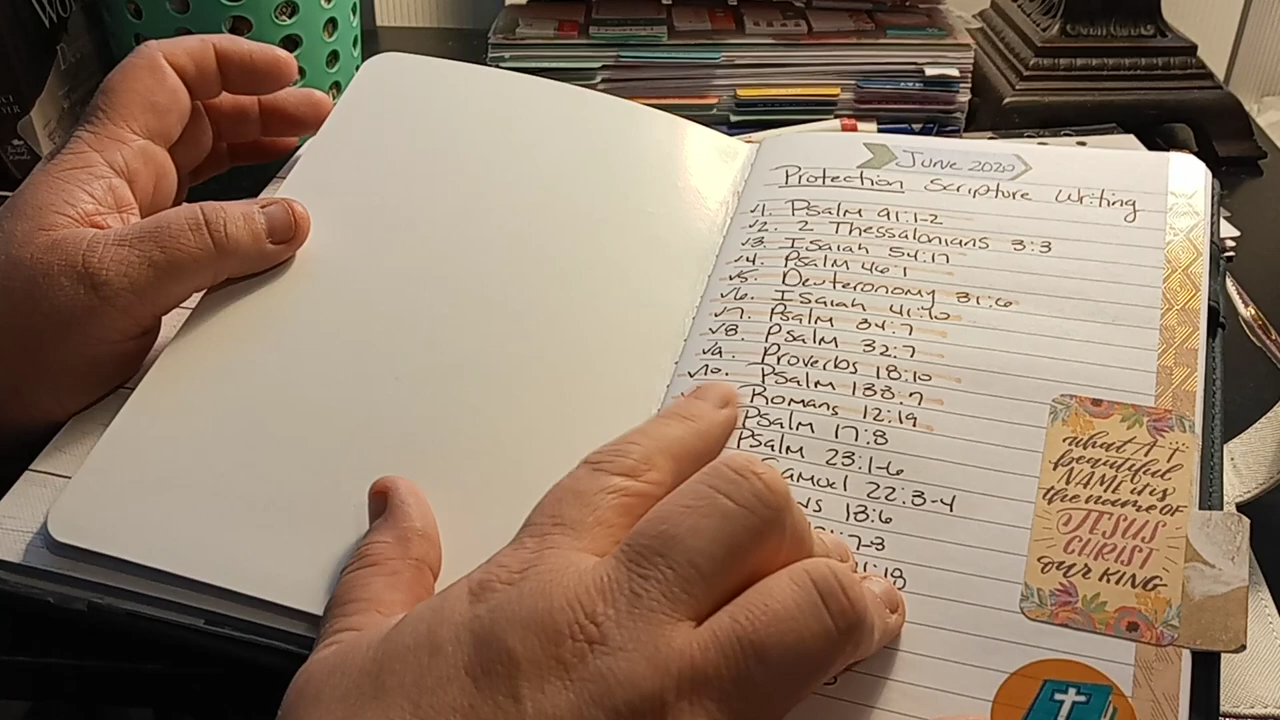 June 2020
Protection Scripture Writing
√1. Psalm 91:1-2
√2. 2 Thessalonians 3:3
√3. Isaiah 54:17
√4. Psalm 46:1
√5. Deuteronomy 31:6
√6. Isaiah 41:10
√7. Psalm 34:7
√8. Psalm 32:7
√9. Proverbs 18:10
√10. Psalm 138:7
Romans 12:19
Psalm 17:8
Psalm 23:1-6
Samuel 22:3-4
13:6
7-8
what A
beautiful
NAME it is
the name OF
JESUS
CHRIST
our KING